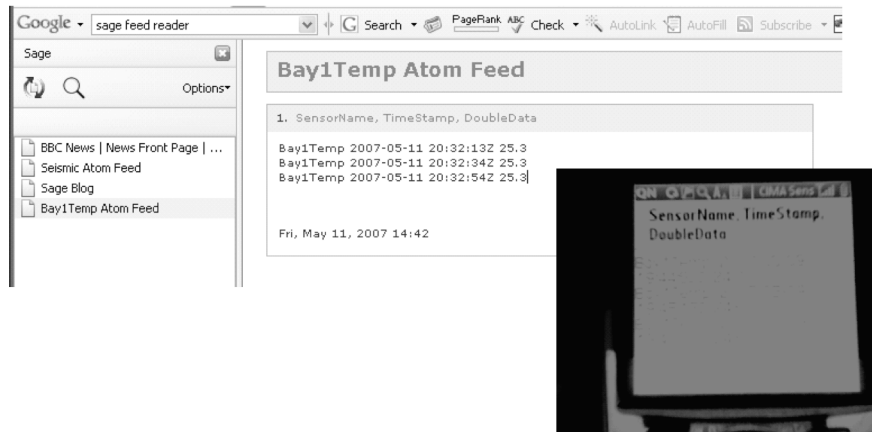 Google sage feed reader G Search PageRank ABC Check AutoLink AutoFill Subscribe
Sage
Options
BBC News | News Front Page | ...
Seismic Atom Feed
Sage Blog
Bay1Temp Atom Feed
Bay1Temp Atom Feed
1. SensorName, TimeStamp, DoubleData
Bay1Temp 2007-05-11 20:32:13Z 25.3
Bay1Temp 2007-05-11 20:32:34Z 25.3
Bay1Temp 2007-05-11 20:32:54Z 25.3
Fri, May 11, 2007 14:42
SensorName, TimeStamp,
DoubleData